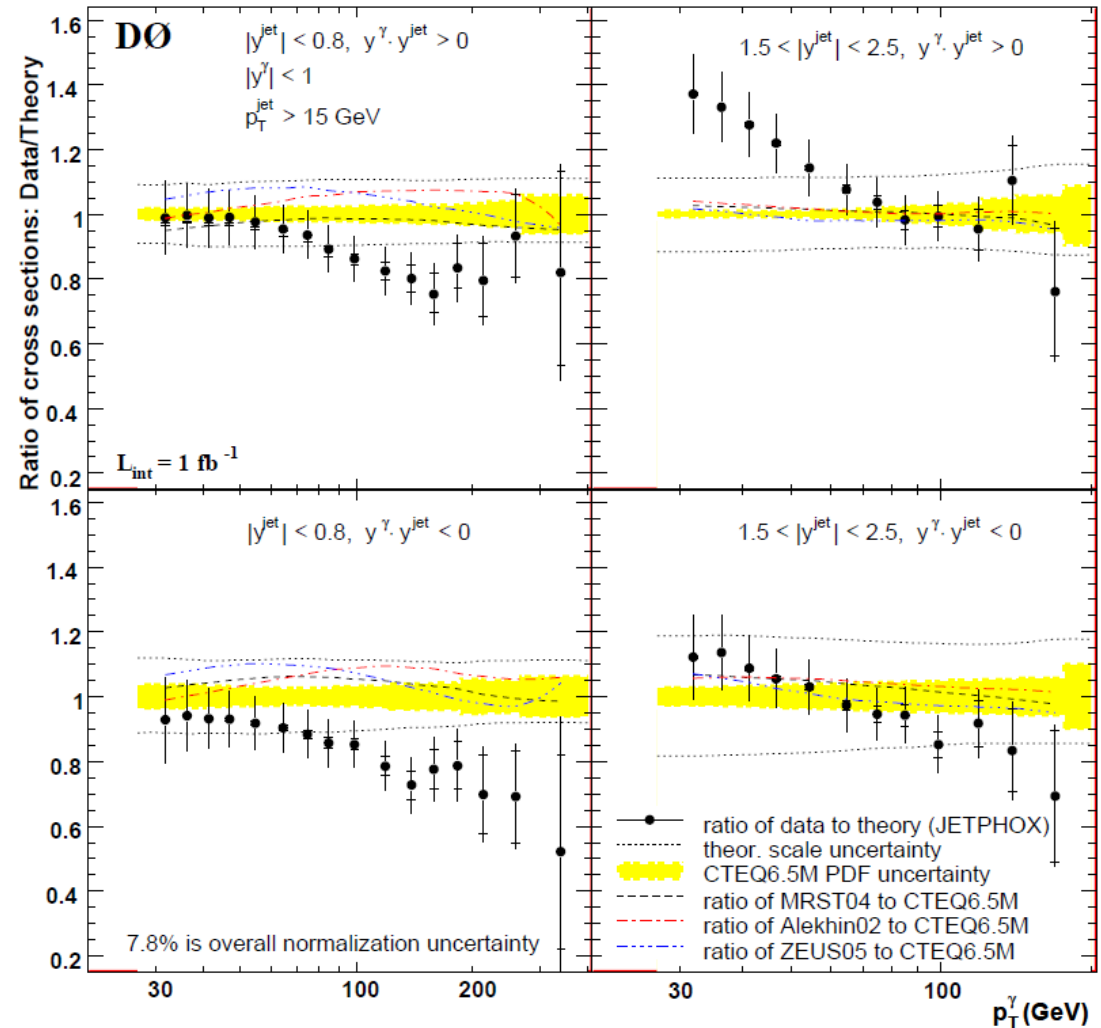 Ratio of cross sections: Data/Theory
DØ
|y^jet| < 0.8, y^γ · y^jet > 0
|y^γ| < 1
p_T^jet > 15 GeV
L_int = 1 fb^-1
1.6
1.4
1.2
1
0.8
0.6
0.4
0.2
1.5 < |y^jet| < 2.5, y^γ · y^jet > 0
|y^jet| < 0.8, y^γ · y^jet < 0
7.8% is overall normalization uncertainty
1.6
1.4
1.2
1
0.8
0.6
0.4
0.2
1.5 < |y^jet| < 2.5, y^γ · y^jet < 0
ratio of data to theory (JETPHOX)
theor. scale uncertainty
CTEQ6.5M PDF uncertainty
ratio of MRST04 to CTEQ6.5M
ratio of Alekhin02 to CTEQ6.5M
ratio of ZEUS05 to CTEQ6.5M
30 100 200
30 100
p_T^γ (GeV)